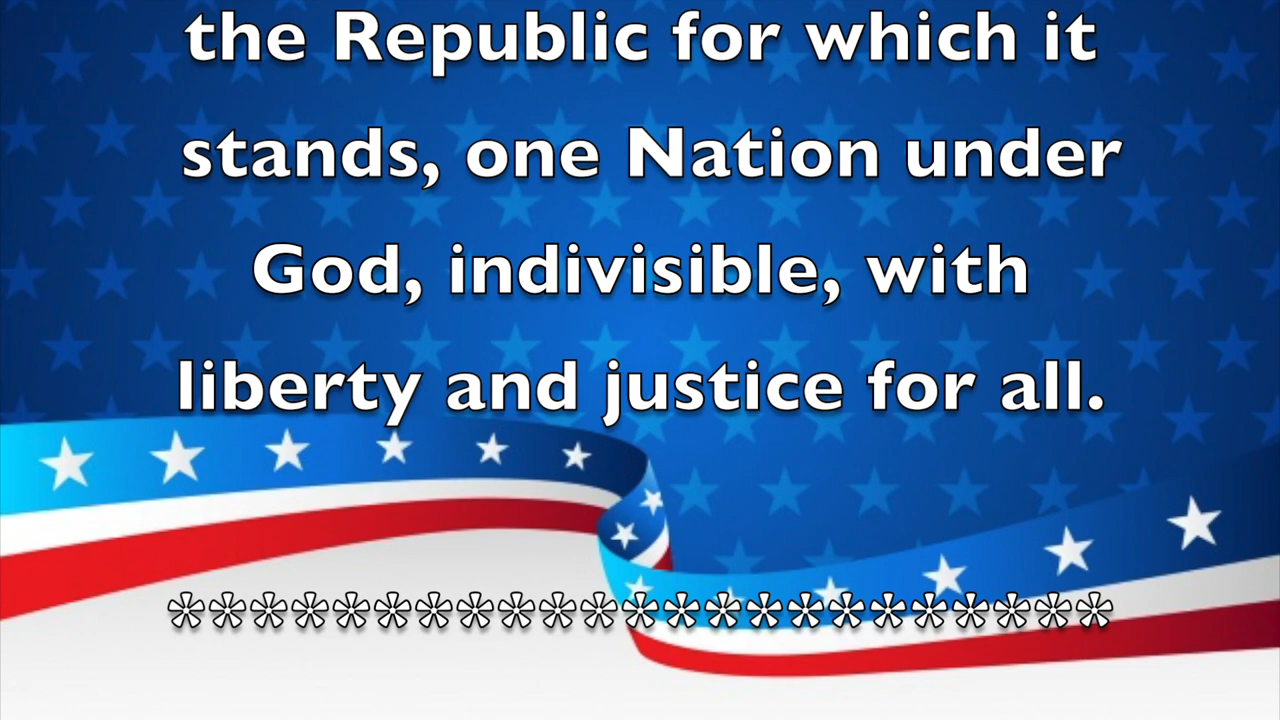 the Republic for which it
stands, one Nation under
God, indivisible, with
liberty and justice for all.
***********************